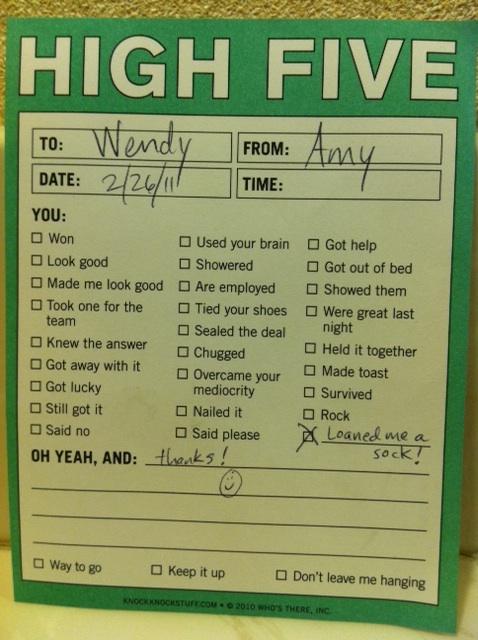 HIGH FIVE
TO: Wendy FROM: Amy
DATE: 2/26/11 TIME:
YOU:
Won
Look good
Made me look good
Took one for the
team
Knew the answer
Got away with it
Got lucky
Still got it
Said no
Used your brain
Showered
Are employed
Tied your shoes
Sealed the deal
Chugged
Overcame your
mediocrity
Nailed it
Said please
Got help
Got out of bed
Showed them
Were great last
night
Held it together
Made toast
Survived
Rock
Loaned me a
sock!
OH YEAH, AND: thanks!
Way to go Keep it up Don't leave me hanging
KNOCKKNOCKSTUFF.COM • © 2010 WHO'S THERE, INC.